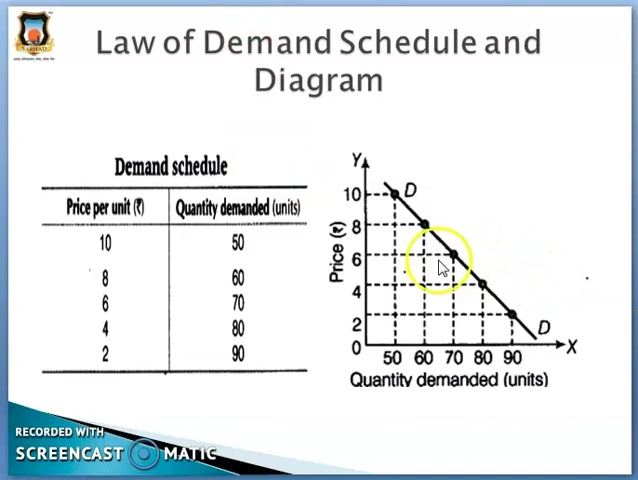 SARHAD
Law of Demand Schedule and
Diagram
Demand schedule
Price per unit (₹) Quantity demanded (units)
10 50
8 60
6 70
4 80
2 90
Y
D
10
8
6
4
2
0
Price (₹)
D
X
50 60 70 80 90
Quantity demanded (units)
RECORDED WITH
SCREENCAST MATIC